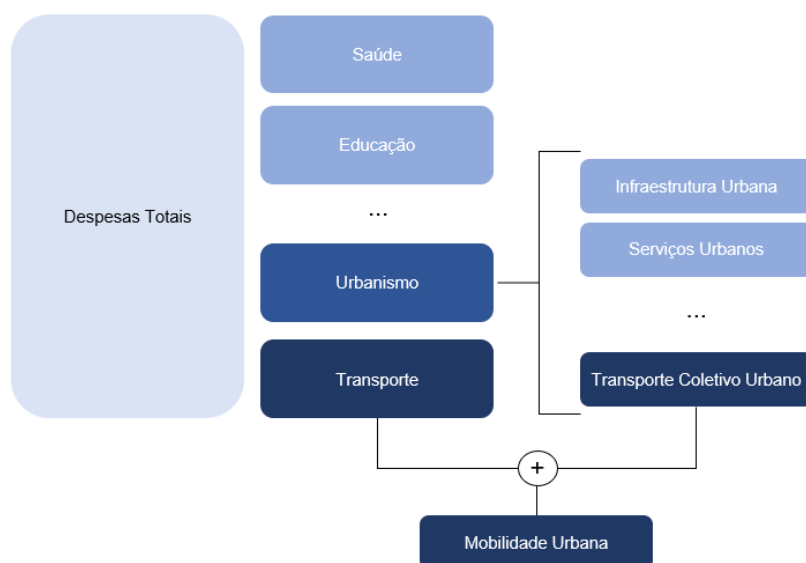 Despesas Totais
Saúde
Educação
...
Urbanismo
Transporte
Infraestrutura Urbana
Serviços Urbanos
...
Transporte Coletivo Urbano
+
Mobilidade Urbana